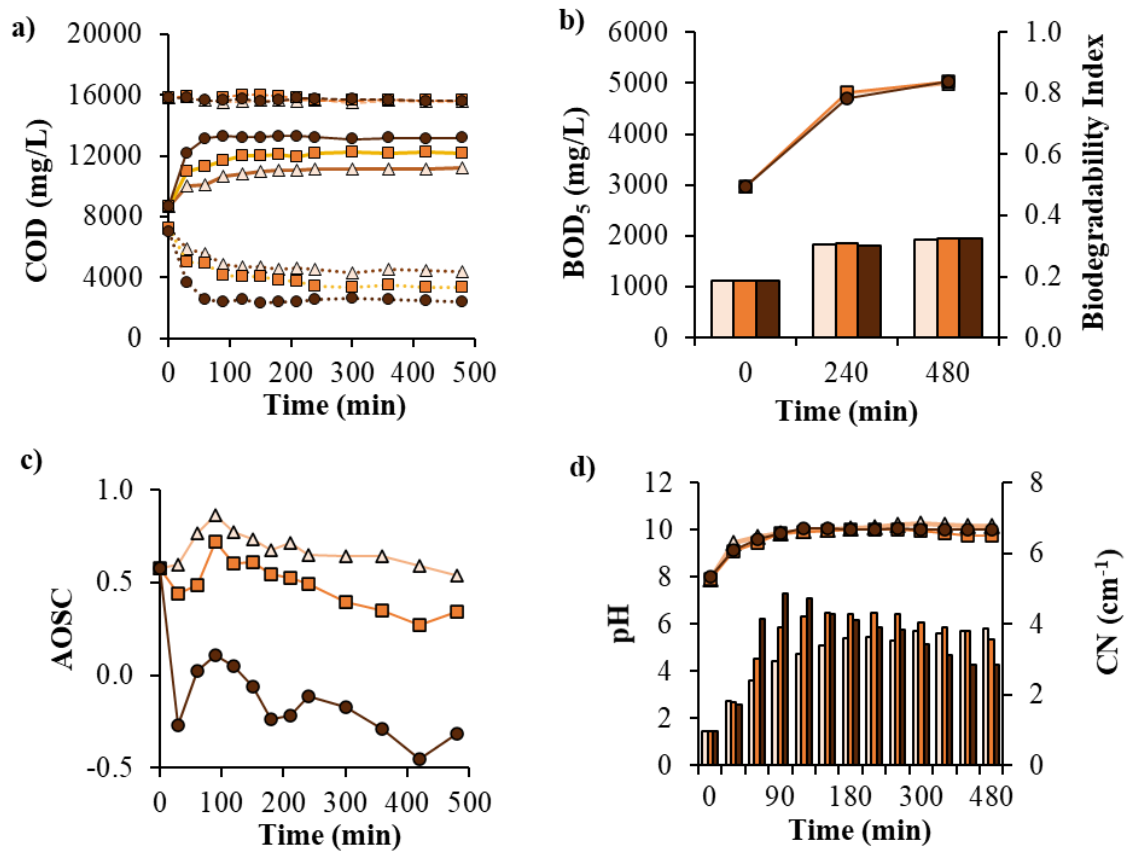 a)
20000
16000
12000
8000
4000
0
COD (mg/L)
0 100 200 300 400 500
Time (min)
b)
6000
5000
4000
3000
2000
1000
0
BOD5 (mg/L)
1.0
0.8
0.6
0.4
0.2
0.0
Biodegradability Index
0 240 480
Time (min)
c)
1.0
0.5
0.0
-0.5
AOSC
0 100 200 300 400 500
Time (min)
d)
12
10
8
6
4
2
0
pH
8
6
4
2
0
CN (cm-1)
0 90 180 300 480
Time (min)